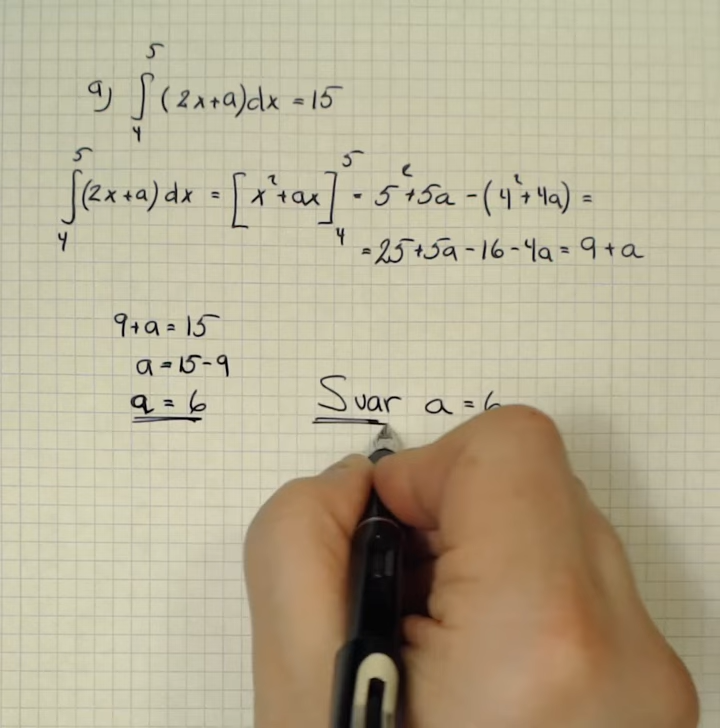 a) ∫₄⁵ (2x+a)dx = 15
∫₄⁵ (2x+a) dx = [x²+ax]₄⁵ = 5²+5a - (4²+4a) =
= 25+5a-16-4a = 9+a
9+a = 15
a = 15-9
a = 6
Svar a = 6